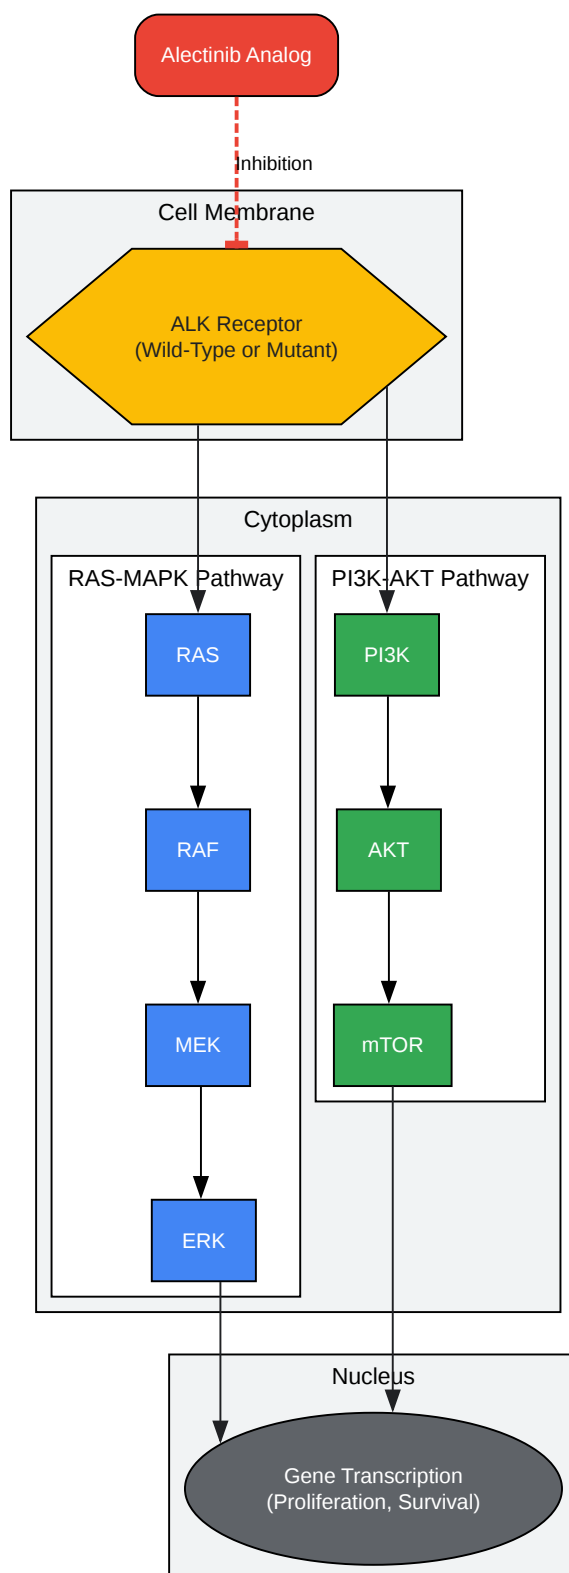 Alectinib Analog
Inhibition
Cell Membrane
ALK Receptor
(Wild-Type or Mutant)
Cytoplasm
RAS-MAPK Pathway
PI3K-AKT Pathway
RAS
PI3K
RAF
AKT
MEK
mTOR
ERK
Nucleus
Gene Transcription
(Proliferation, Survival)